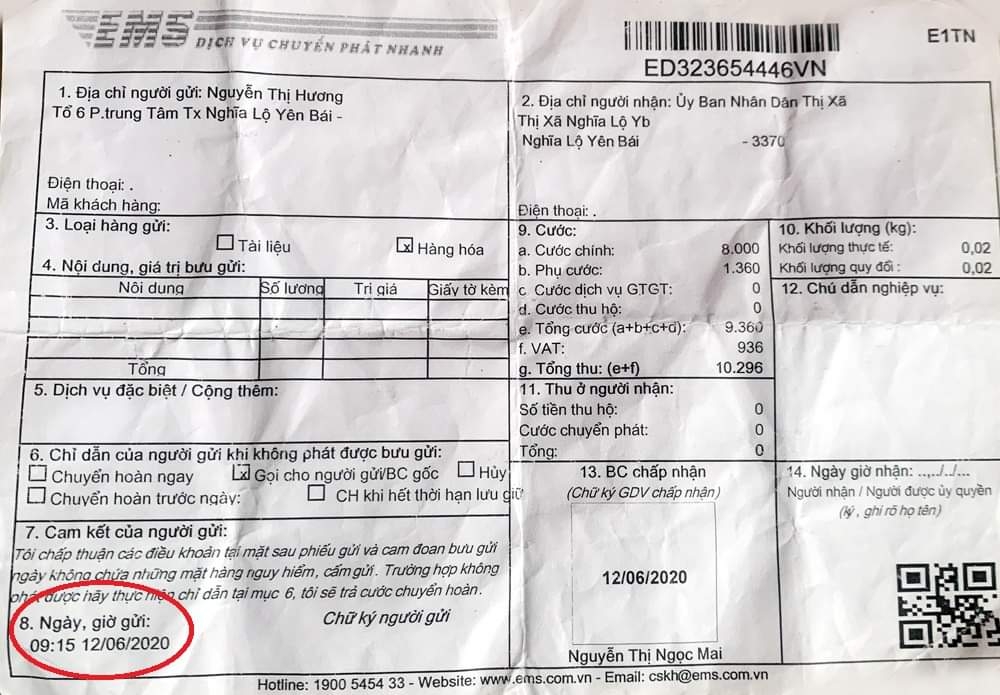 EMS DỊCH VỤ CHUYỂN PHÁT NHANH
E1TN
ED323654446VN
1. Địa chỉ người gửi: Nguyễn Thị Hương
Tổ 6 P.trung Tâm Tx Nghĩa Lộ Yên Bái -
Điện thoại: .
Mã khách hàng:
2. Địa chỉ người nhận: Ủy Ban Nhân Dân Thị Xã
Thị Xã Nghĩa Lộ Yb
Nghĩa Lộ Yên Bái - 3370
Điện thoại: .
3. Loại hàng gửi:
Tài liệu x Hàng hóa
4. Nội dung, giá trị bưu gửi:
Nôi dung Số lương Trị giá Giấy tờ kèm
Tổng
5. Dịch vụ đặc biệt / Cộng thêm:
6. Chỉ dẫn của người gửi khi không phát được bưu gửi:
Chuyển hoàn ngay x Gọi cho người gửi/BC gốc Hủy
Chuyển hoàn trước ngày: CH khi hết thời hạn lưu giữ
7. Cam kết của người gửi:
Tôi chấp thuận các điều khoản tại mặt sau phiếu gửi và cam đoan bưu gửi
ngày không chứa những mặt hàng nguy hiểm, cấm gửi. Trường hợp không
phát được hãy thực hiện chỉ dẫn tại mục 6, tôi sẽ trả cước chuyển hoàn.
8. Ngày, giờ gửi:
09:15 12/06/2020
Chữ ký người gửi
9. Cước:
a. Cước chính: 8.000
b. Phụ cước: 1.360
c. Cước dịch vụ GTGT: 0
d. Cước thu hộ: 0
e. Tổng cước (a+b+c+d): 9.360
f. VAT: 936
g. Tổng thu: (e+f) 10.296
10. Khối lượng (kg):
Khối lượng thực tế: 0,02
Khối lượng quy đổi : 0,02
11. Thu ở người nhận:
Số tiền thu hộ: 0
Cước chuyển phát: 0
Tổng: 0
12. Chú dẫn nghiệp vụ:
13. BC chấp nhận
(Chữ ký GDV chấp nhận)
12/06/2020
Nguyễn Thị Ngọc Mai
14. Ngày giờ nhận: ..,../../...
Người nhận / Người được ủy quyền
(ký , ghi rõ họ tên)
Hotline: 1900 5454 33 - Website: www.ems.com.vn - Email: cskh@ems.com.vn